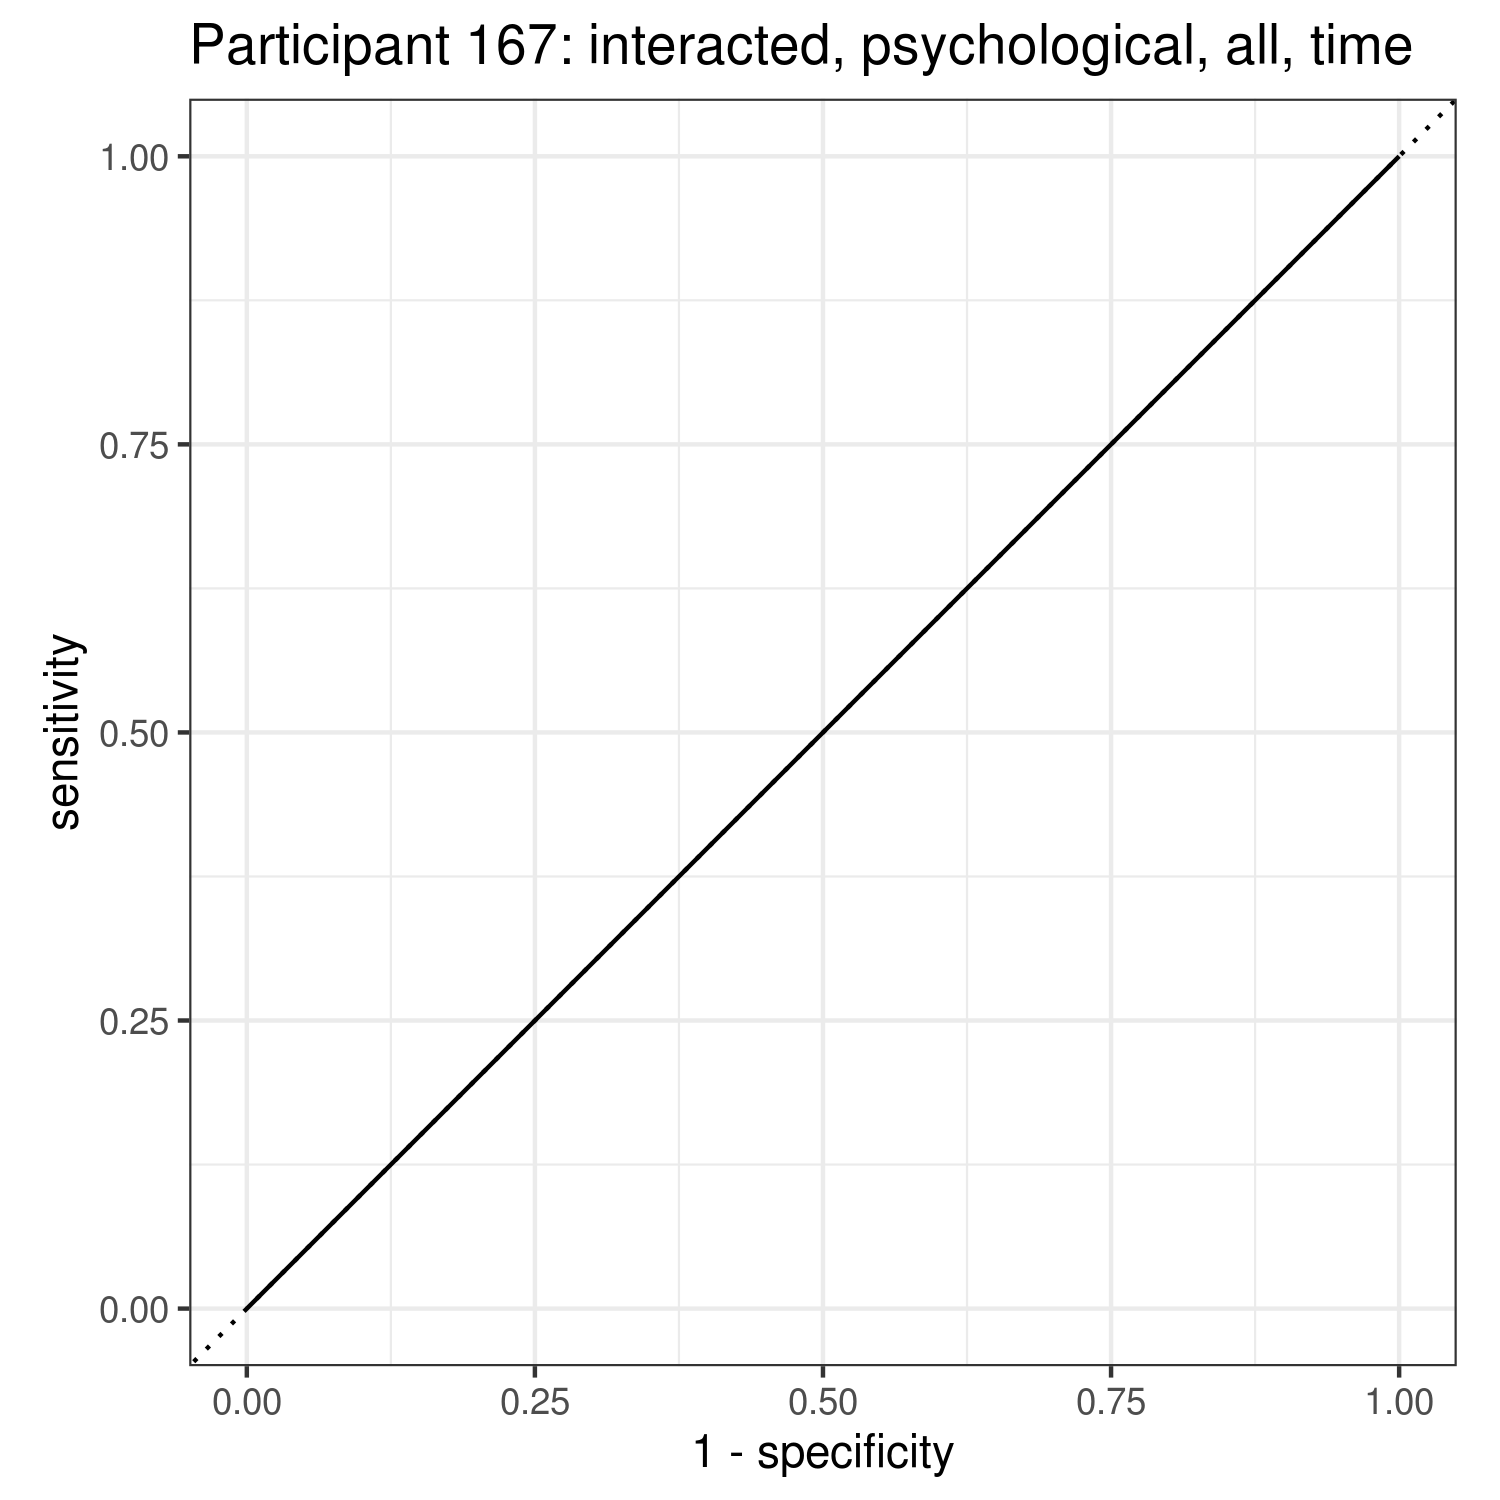 Participant 167: interacted, psychological, all, time
1.00
0.75
0.50
0.25
0.00
sensitivity
0.00 0.25 0.50 0.75 1.00
1 - specificity